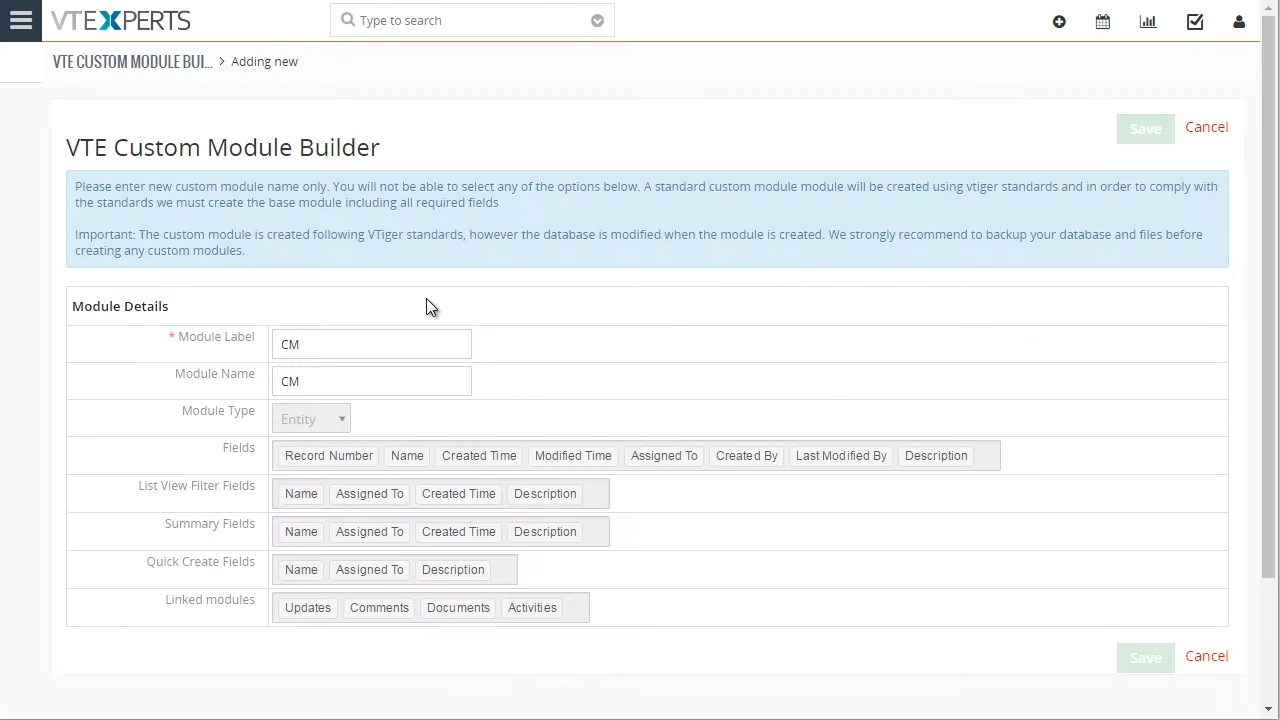 VTEXPERTS
Type to search
VTE CUSTOM MODULE BUI... > Adding new
Save Cancel
VTE Custom Module Builder
Please enter new custom module name only. You will not be able to select any of the options below. A standard custom module module will be created using vtiger standards and in order to comply with
the standards we must create the base module including all required fields
Important: The custom module is created following VTiger standards, however the database is modified when the module is created. We strongly recommend to backup your database and files before
creating any custom modules.
Module Details
* Module Label CM
Module Name CM
Module Type Entity
Fields Record Number Name Created Time Modified Time Assigned To Created By Last Modified By Description
List View Filter Fields Name Assigned To Created Time Description
Summary Fields Name Assigned To Created Time Description
Quick Create Fields Name Assigned To Description
Linked modules Updates Comments Documents Activities
Save Cancel